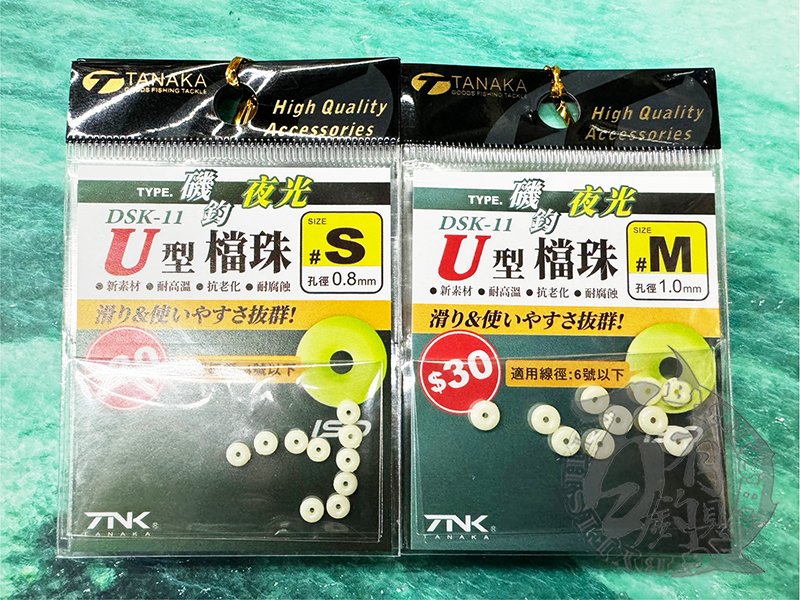 TANAKA
GOODS FISHING TACKLE
High Quality
Accessories
TYPE.
磯釣
夜光
DSK-11
U型檔珠
SIZE
#S
孔徑0.8mm
●新素材 ●耐高溫 ●抗老化 ●耐腐蝕
滑り&使いやすさ抜群!
號以下
ISO
TNK®
TANAKA
TANAKA
GOODS FISHING TACKLE
High Quality
Accessories
TYPE.
磯釣
夜光
DSK-11
U型檔珠
SIZE
#M
孔徑1.0mm
●新素材 ●耐高溫 ●抗老化 ●耐腐蝕
滑り&使いやすさ抜群!
$30
適用線徑:6號以下
TNK®
TANAKA